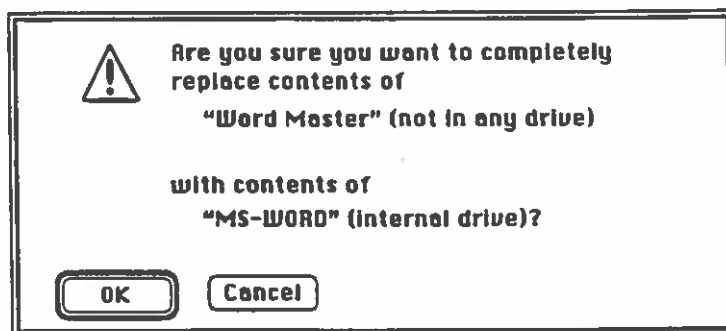 Are you sure you want to completely
replace contents of
“Word Master” (not in any drive)
with contents of
“MS-WORD” (internal drive)?
OK
Cancel